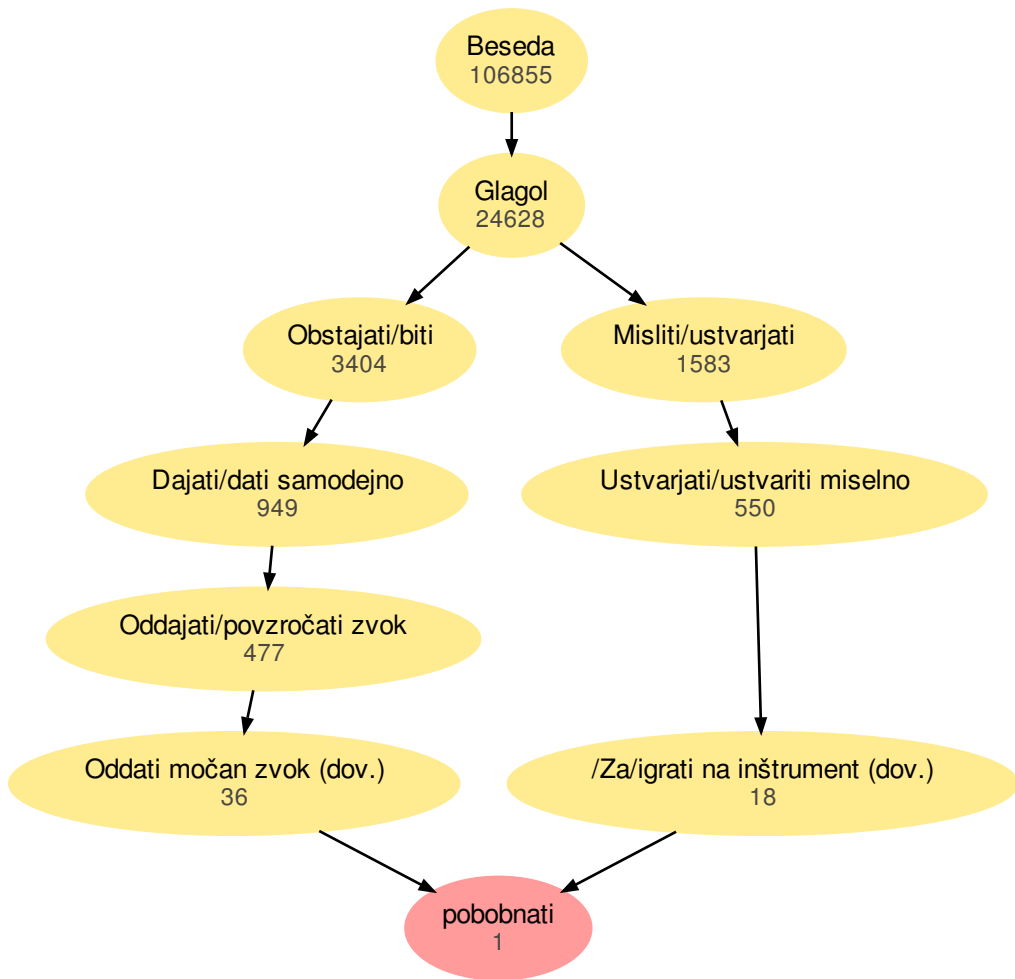 Beseda
106855
Glagol
24628
Obstajati/biti
3404
Misliti/ustvarjati
1583
Dajati/dati samodejno
949
Ustvarjati/ustvariti miselno
550
Oddajati/povzročati zvok
477
Oddati močan zvok (dov.)
36
/Za/igrati na inštrument (dov.)
18
pobobnati
1